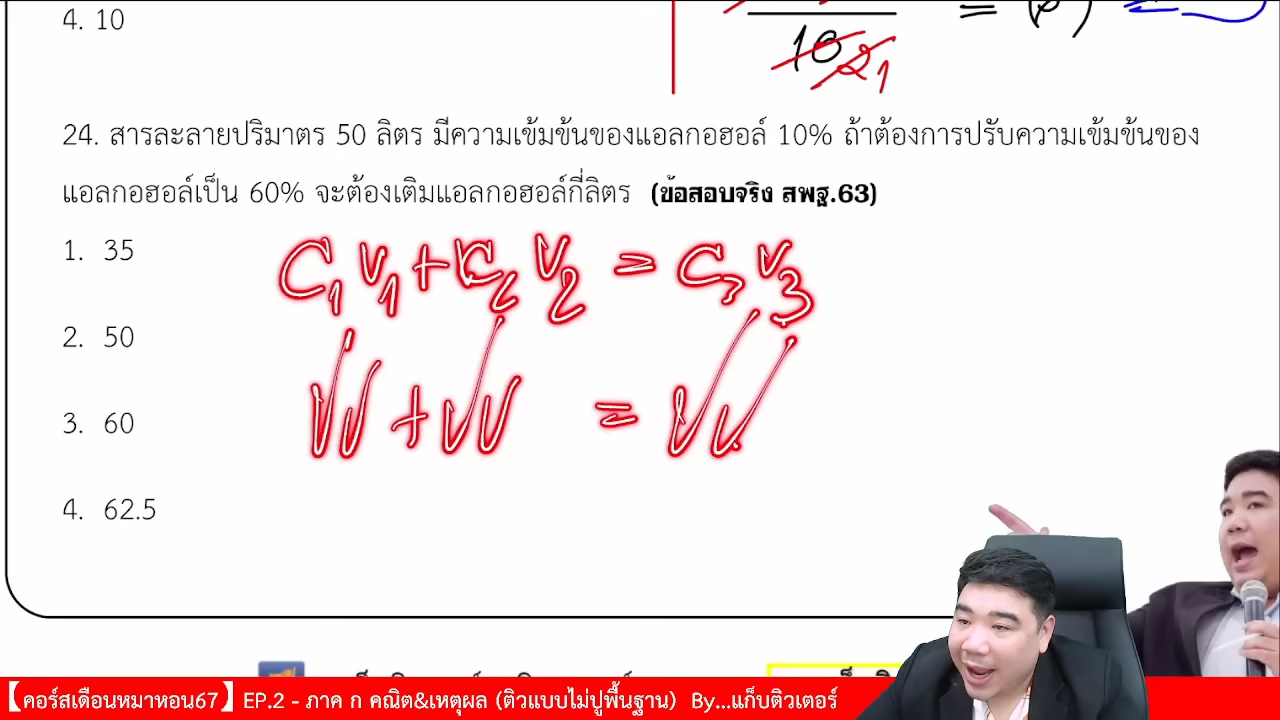 4. 10
10 2 1
=
24. สารละลายปริมาตร 50 ลิตร มีความเข้มข้นของแอลกอฮอล์ 10% ถ้าต้องการปรับความเข้มข้นของ
แอลกอฮอล์เป็น 60% จะต้องเติมแอลกอฮอล์กี่ลิตร (ข้อสอบจริง สพฐ.63)
1. 35
C₁ V₁ + C₂ V₂ = C₃ V₃
2. 50
+ =
3. 60
4. 62.5
【คอร์สเดือนหมาหอน67】 EP.2 - ภาค ก คณิต&เหตุผล (ติวแบบไม่ปูพื้นฐาน) By...แก็บติวเตอร์